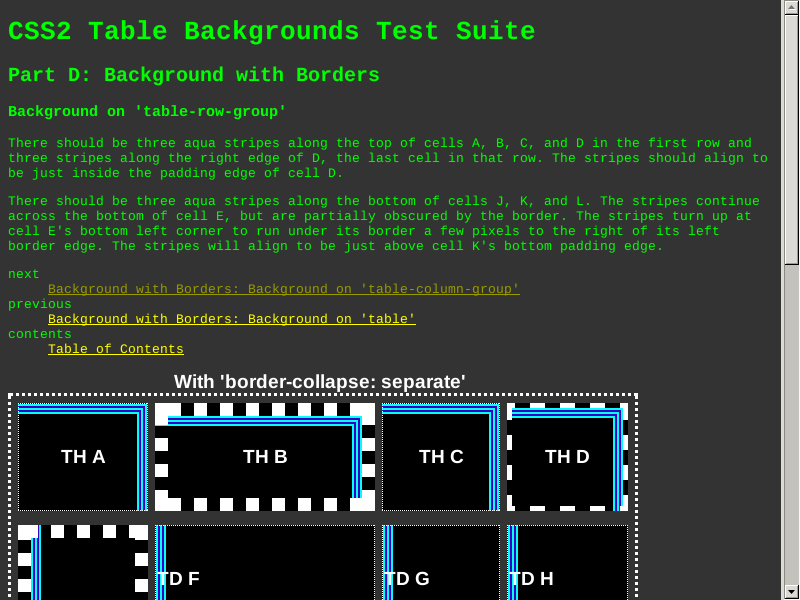 CSS2 Table Backgrounds Test Suite
Part D: Background with Borders
Background on 'table-row-group'
There should be three aqua stripes along the top of cells A, B, C, and D in the first row and
three stripes along the right edge of D, the last cell in that row. The stripes should align to
be just inside the padding edge of cell D.
There should be three aqua stripes along the bottom of cells J, K, and L. The stripes continue
across the bottom of cell E, but are partially obscured by the border. The stripes turn up at
cell E's bottom left corner to run under its border a few pixels to the right of its left
border edge. The stripes will align to be just above cell K's bottom padding edge.
next
Background with Borders: Background on 'table-column-group'
previous
Background with Borders: Background on 'table'
contents
Table of Contents
With 'border-collapse: separate'
TH A TH B TH C TH D
TD F TD G TD H